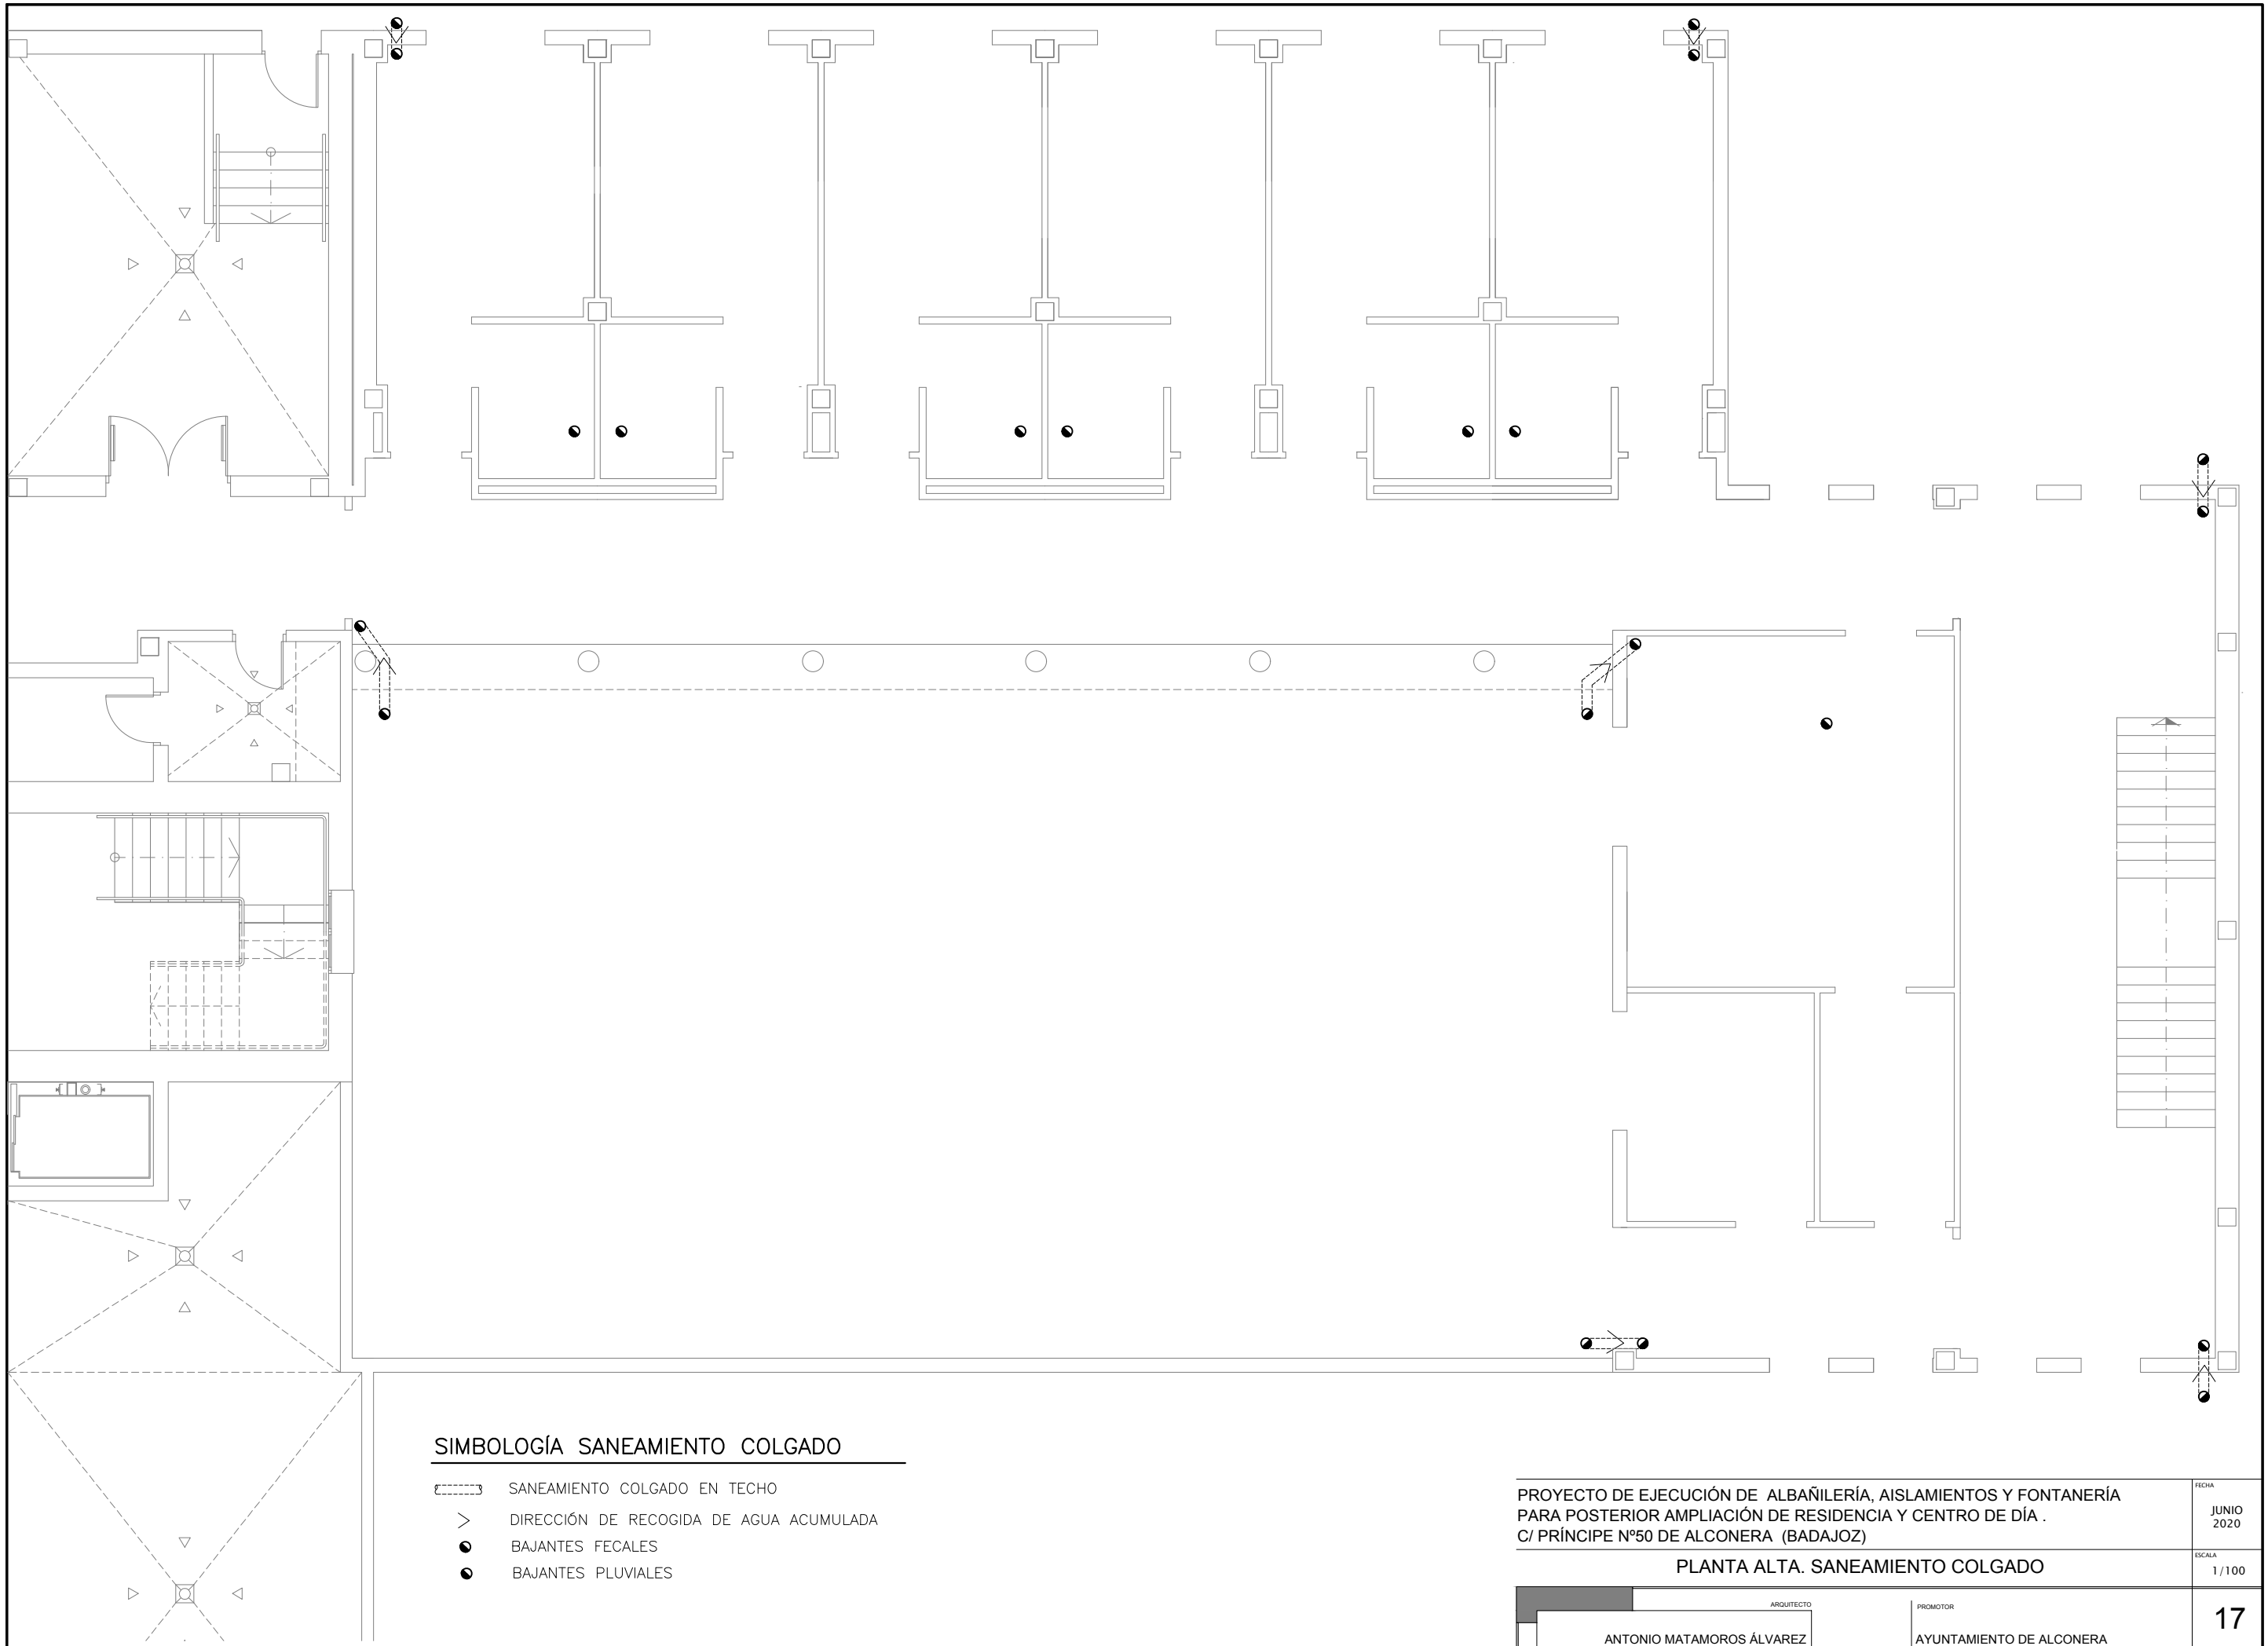 SIMBOLOGÍA SANEAMIENTO COLGADO
SANEAMIENTO COLGADO EN TECHO
DIRECCIÓN DE RECOGIDA DE AGUA ACUMULADA
BAJANTES FECALES
BAJANTES PLUVIALES
PROYECTO DE EJECUCIÓN DE ALBAÑILERÍA, AISLAMIENTOS Y FONTANERÍA
PARA POSTERIOR AMPLIACIÓN DE RESIDENCIA Y CENTRO DE DÍA .
C/ PRÍNCIPE Nº50 DE ALCONERA (BADAJOZ)
FECHA
JUNIO
2020
PLANTA ALTA. SANEAMIENTO COLGADO
ESCALA
1/100
ARQUITECTO
ANTONIO MATAMOROS ÁLVAREZ
PROMOTOR
AYUNTAMIENTO DE ALCONERA
17